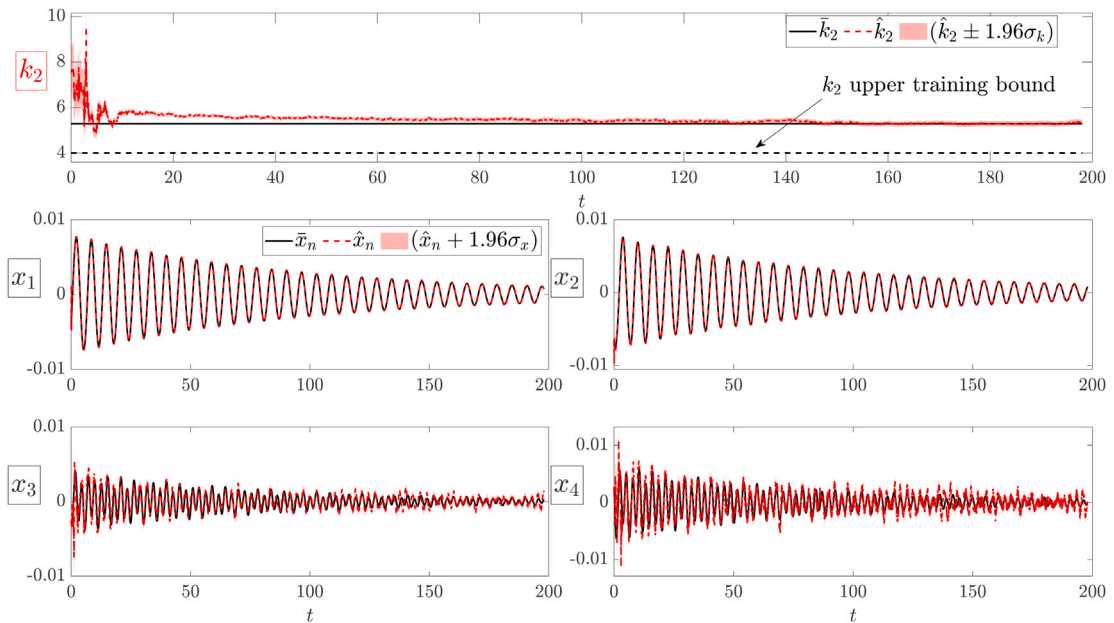 10
8
6
4
k₂
k̄₂ k̂₂ (k̂₂ ± 1.96σₖ)
k₂ upper training bound
0 20 40 60 80 100 120 140 160 180 200
t
0.01
0
-0.01
x₁
x̄ₙ x̂ₙ (x̂ₙ + 1.96σₓ)
0 50 100 150 200
0.01
0
-0.01
x₂
0 50 100 150 200
0.01
0
-0.01
x₃
0 50 100 150 200
t
0.01
0
-0.01
x₄
0 50 100 150 200
t